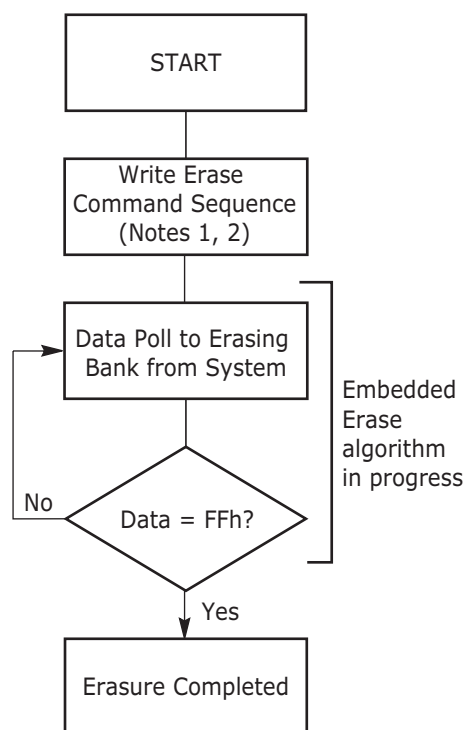 START
Write Erase
Command Sequence
(Notes 1, 2)
Data Poll to Erasing
Bank from System
Embedded
Erase
algorithm
in progress
No
Data = FFh?
Yes
Erasure Completed